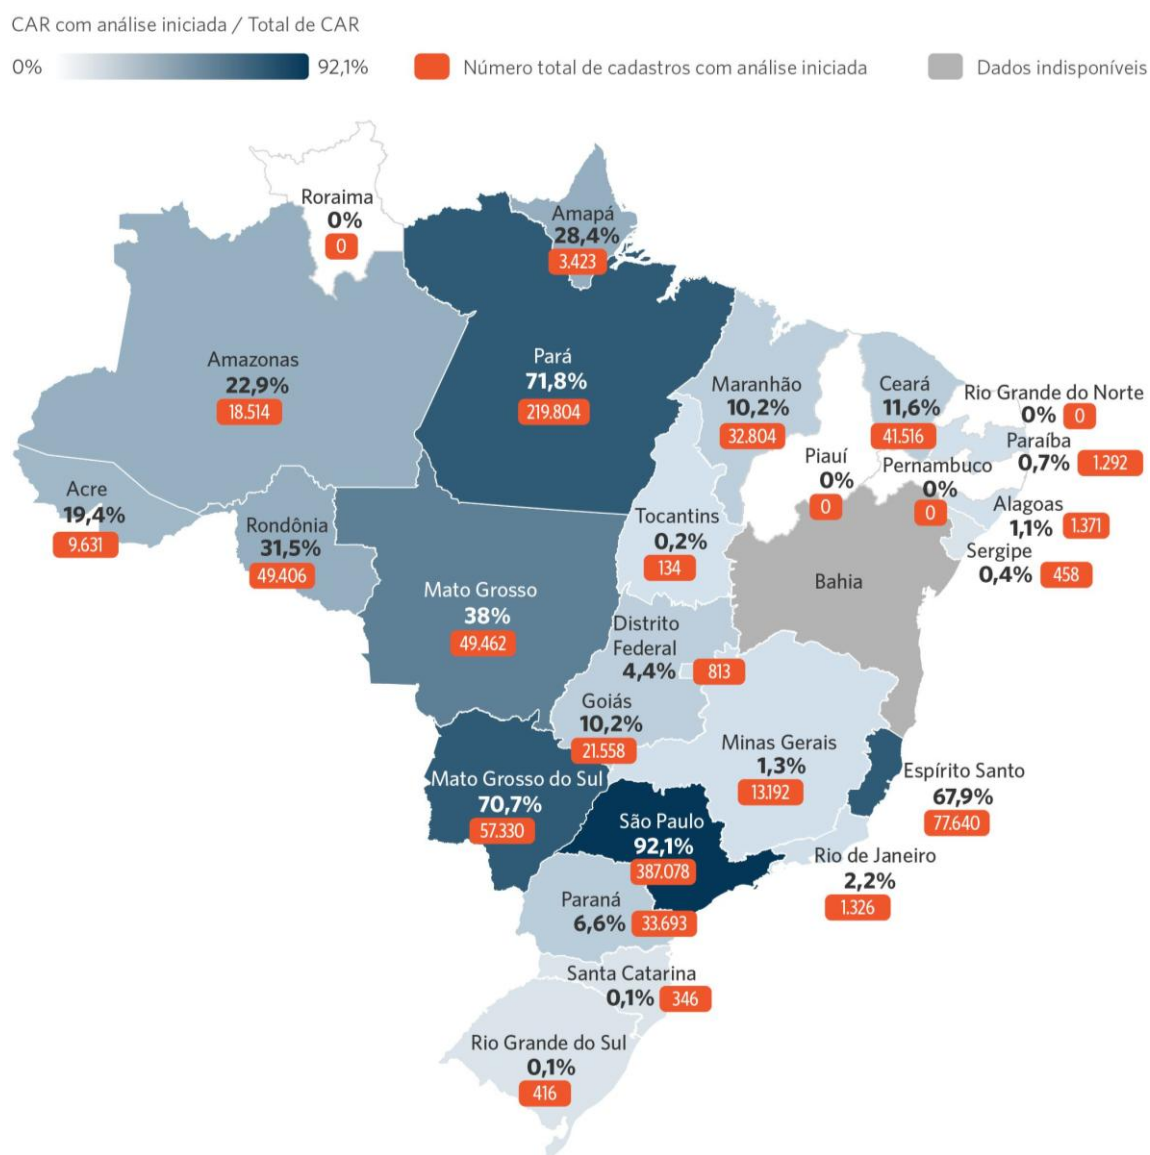 CAR com análise iniciada / Total de CAR
0%
92,1%
Número total de cadastros com análise iniciada
Dados indisponíveis
Roraima
0%
0
Amapá
28,4%
3.423
Amazonas
22,9%
18.514
Pará
71,8%
219.804
Maranhão
10,2%
32.804
Ceará
11,6%
41.516
Rio Grande do Norte
0% 0
Paraíba
0,7% 1.292
Piauí
0%
0
Pernambuco
0%
0
Alagoas
1,1% 1.371
Sergipe
0,4% 458
Acre
19,4%
9.631
Rondônia
31,5%
49.406
Tocantins
0,2%
134
Bahia
Mato Grosso
38%
49.462
Distrito
Federal
4,4% 813
Goiás
10,2%
21.558
Minas Gerais
1,3%
13.192
Espírito Santo
67,9%
77.640
Mato Grosso do Sul
70,7%
57.330
São Paulo
92,1%
387.078
Rio de Janeiro
2,2%
1.326
Paraná
6,6% 33.693
Santa Catarina
0,1% 346
Rio Grande do Sul
0,1%
416